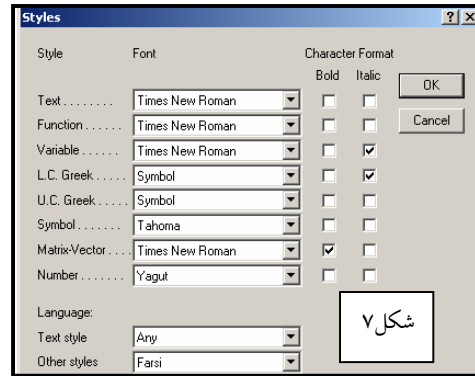 Styles
Style Font Character Format
Bold Italic
OK
Text . . . . . . . . Times New Roman
Function . . . . . . Times New Roman
Cancel
Variable . . . . . . Times New Roman
L.C. Greek . . . . . Symbol
U.C. Greek . . . . . Symbol
Symbol . . . . . . . Tahoma
Matrix-Vector . . . . Times New Roman
Number . . . . . . . Yagut
شکل۷
Language:
Text style Any
Other styles Farsi